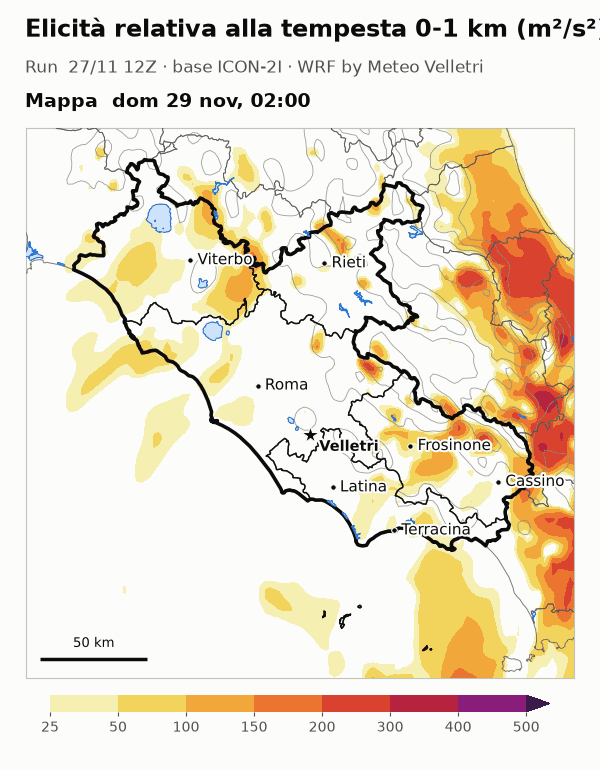 Elicità relativa alla tempesta 0-1 km (m²/s²)
Run 27/11 12Z · base ICON-2I · WRF by Meteo Velletri
Mappa dom 29 nov, 02:00
Viterbo
Rieti
Roma
Velletri
Frosinone
Cassino
Latina
Terracina
50 km
25 50 100 150 200 300 400 500